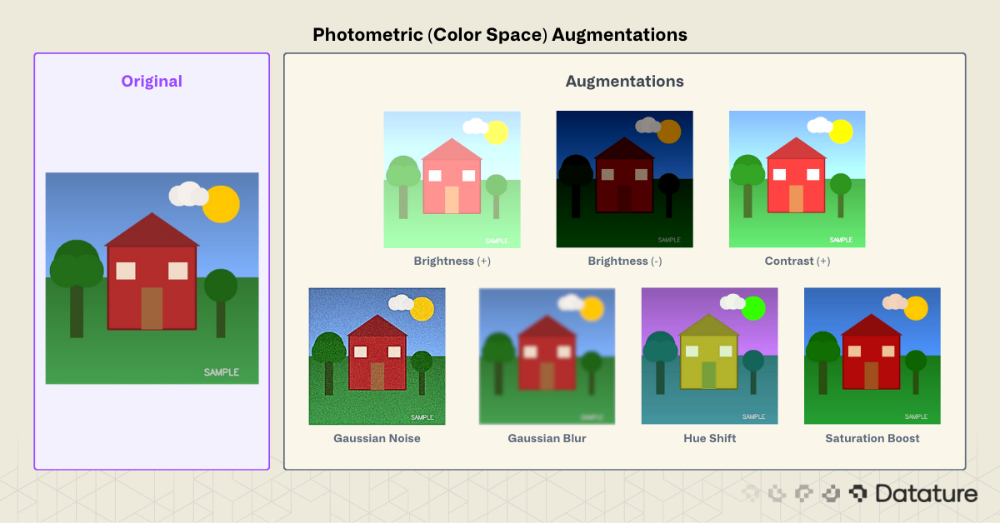 Photometric (Color Space) Augmentations
Original
SAMPLE
Augmentations
SAMPLE
SAMPLE
SAMPLE
Brightness (+)
Brightness (-)
Contrast (+)
SAMPLE
SAMPLE
SAMPLE
SAMPLE
Gaussian Noise
Gaussian Blur
Hue Shift
Saturation Boost
Datature